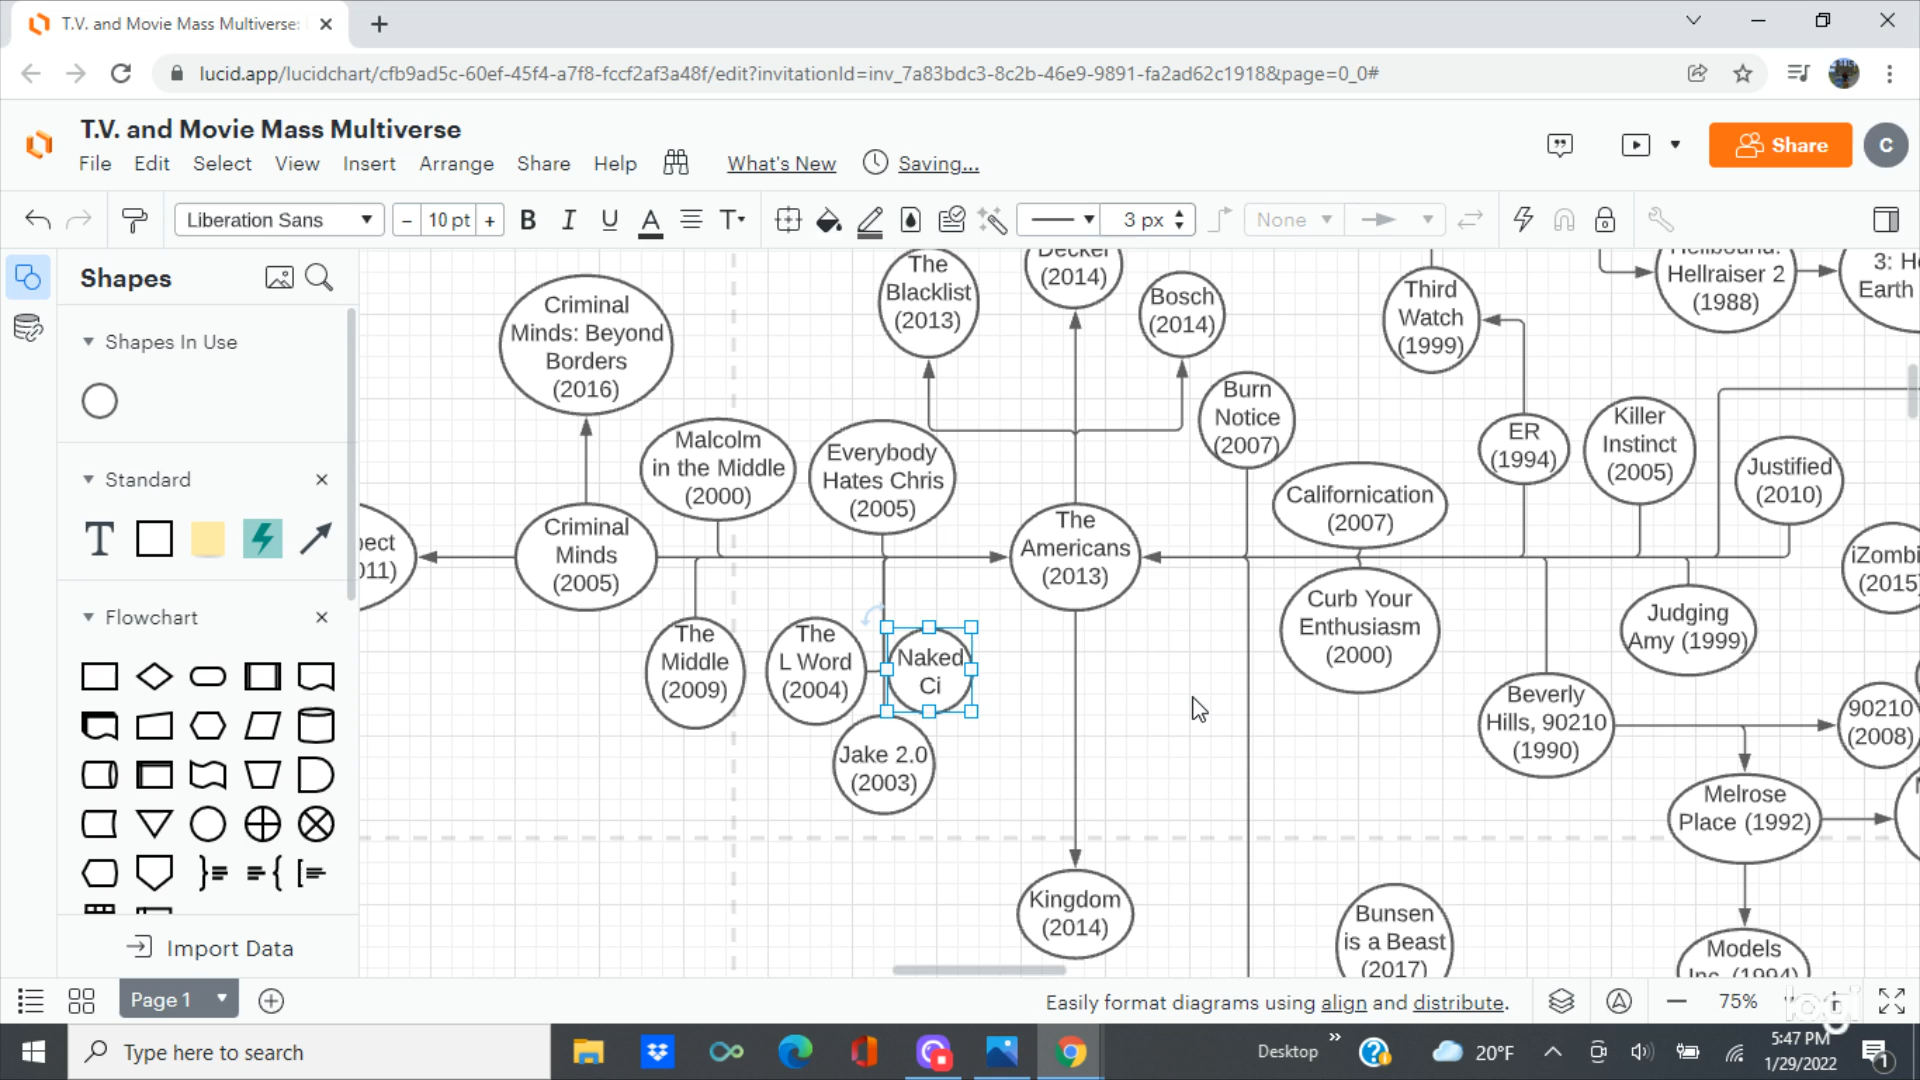 T.V. and Movie Mass Multiverse:
lucid.app/lucidchart/cfb9ad5c-60ef-45f4-a7f8-fccf2af3a48f/edit?invitationId=inv_7a83bdc3-8c2b-46e9-9891-fa2ad62c1918&page=0_0#
T.V. and Movie Mass Multiverse
File Edit Select View Insert Arrange Share Help What's New Saving...
Share
C
Liberation Sans
- 10 pt +
B I U A T
3 px
None
Shapes
Shapes In Use
Standard
T
Flowchart
Import Data
Criminal
Minds: Beyond
Borders
(2016)
The
Blacklist
(2013)
Decker
(2014)
Bosch
(2014)
Third
Watch
(1999)
Hellbound:
Hellraiser 2
(1988)
3: H
Earth
Malcolm
in the Middle
(2000)
Everybody
Hates Chris
(2005)
Burn
Notice
(2007)
Californication
(2007)
ER
(1994)
Killer
Instinct
(2005)
Justified
(2010)
pect
011)
Criminal
Minds
(2005)
The
Americans
(2013)
Curb Your
Enthusiasm
(2000)
Judging
Amy (1999)
iZombi
(2015)
The
Middle
(2009)
The
L Word
(2004)
Naked
Ci
Jake 2.0
(2003)
Beverly
Hills, 90210
(1990)
90210
(2008)
Melrose
Place (1992)
Kingdom
(2014)
Bunsen
is a Beast
(2017)
Models
Inc. (1994)
Page 1
Easily format diagrams using align and distribute.
75%
logi
Type here to search
Desktop
20°F
5:47 PM
1/29/2022
1